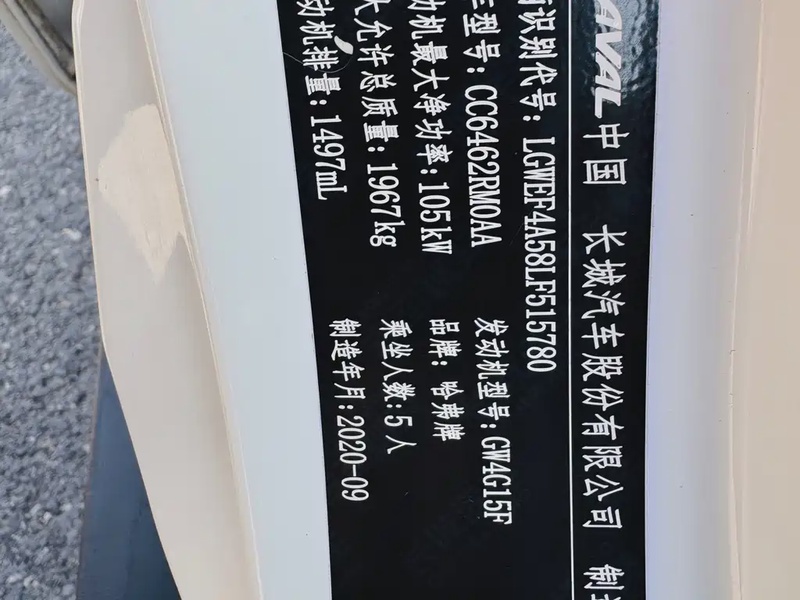 AVAL 中国 长城汽车股份有限公司 制
识别代号:LGWEF4A58LF515780
型号:CC6462RM0AA 发动机型号:GW4G15F
机最大净功率:105kW 品牌:哈弗牌
大允许总质量:1967kg 乘坐人数:5人
动机排量:1497mL 制造年月:2020-09